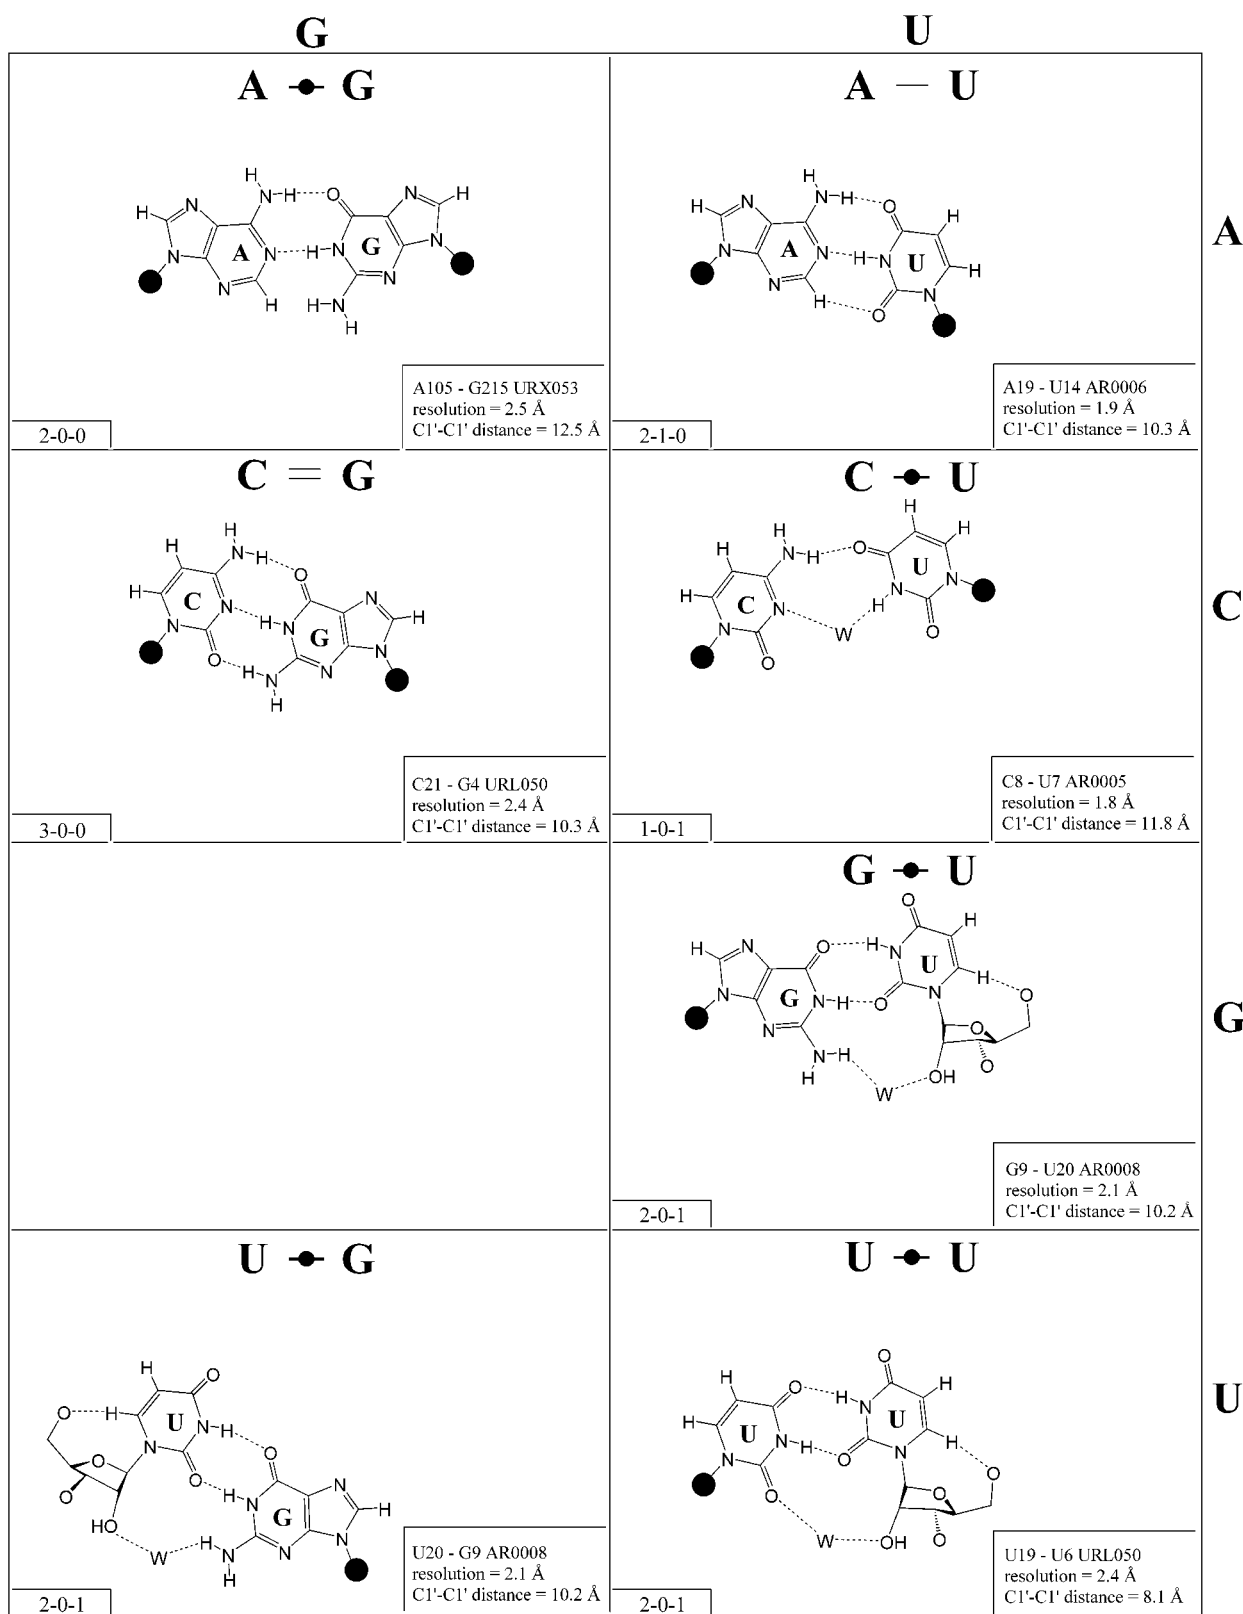 G U
A G
A — U
A
A105 - G215 URX053
resolution = 2.5 Å
C1'-C1' distance = 12.5 Å
2-0-0
A19 - U14 AR0006
resolution = 1.9 Å
C1'-C1' distance = 10.3 Å
2-1-0
C = G
C U
C
C21 - G4 URL050
resolution = 2.4 Å
C1'-C1' distance = 10.3 Å
3-0-0
C8 - U7 AR0005
resolution = 1.8 Å
C1'-C1' distance = 11.8 Å
1-0-1
G U
G
G9 - U20 AR0008
resolution = 2.1 Å
C1'-C1' distance = 10.2 Å
2-0-1
U G
U U
U
U20 - G9 AR0008
resolution = 2.1 Å
C1'-C1' distance = 10.2 Å
2-0-1
U19 - U6 URL050
resolution = 2.4 Å
C1'-C1' distance = 8.1 Å
2-0-1